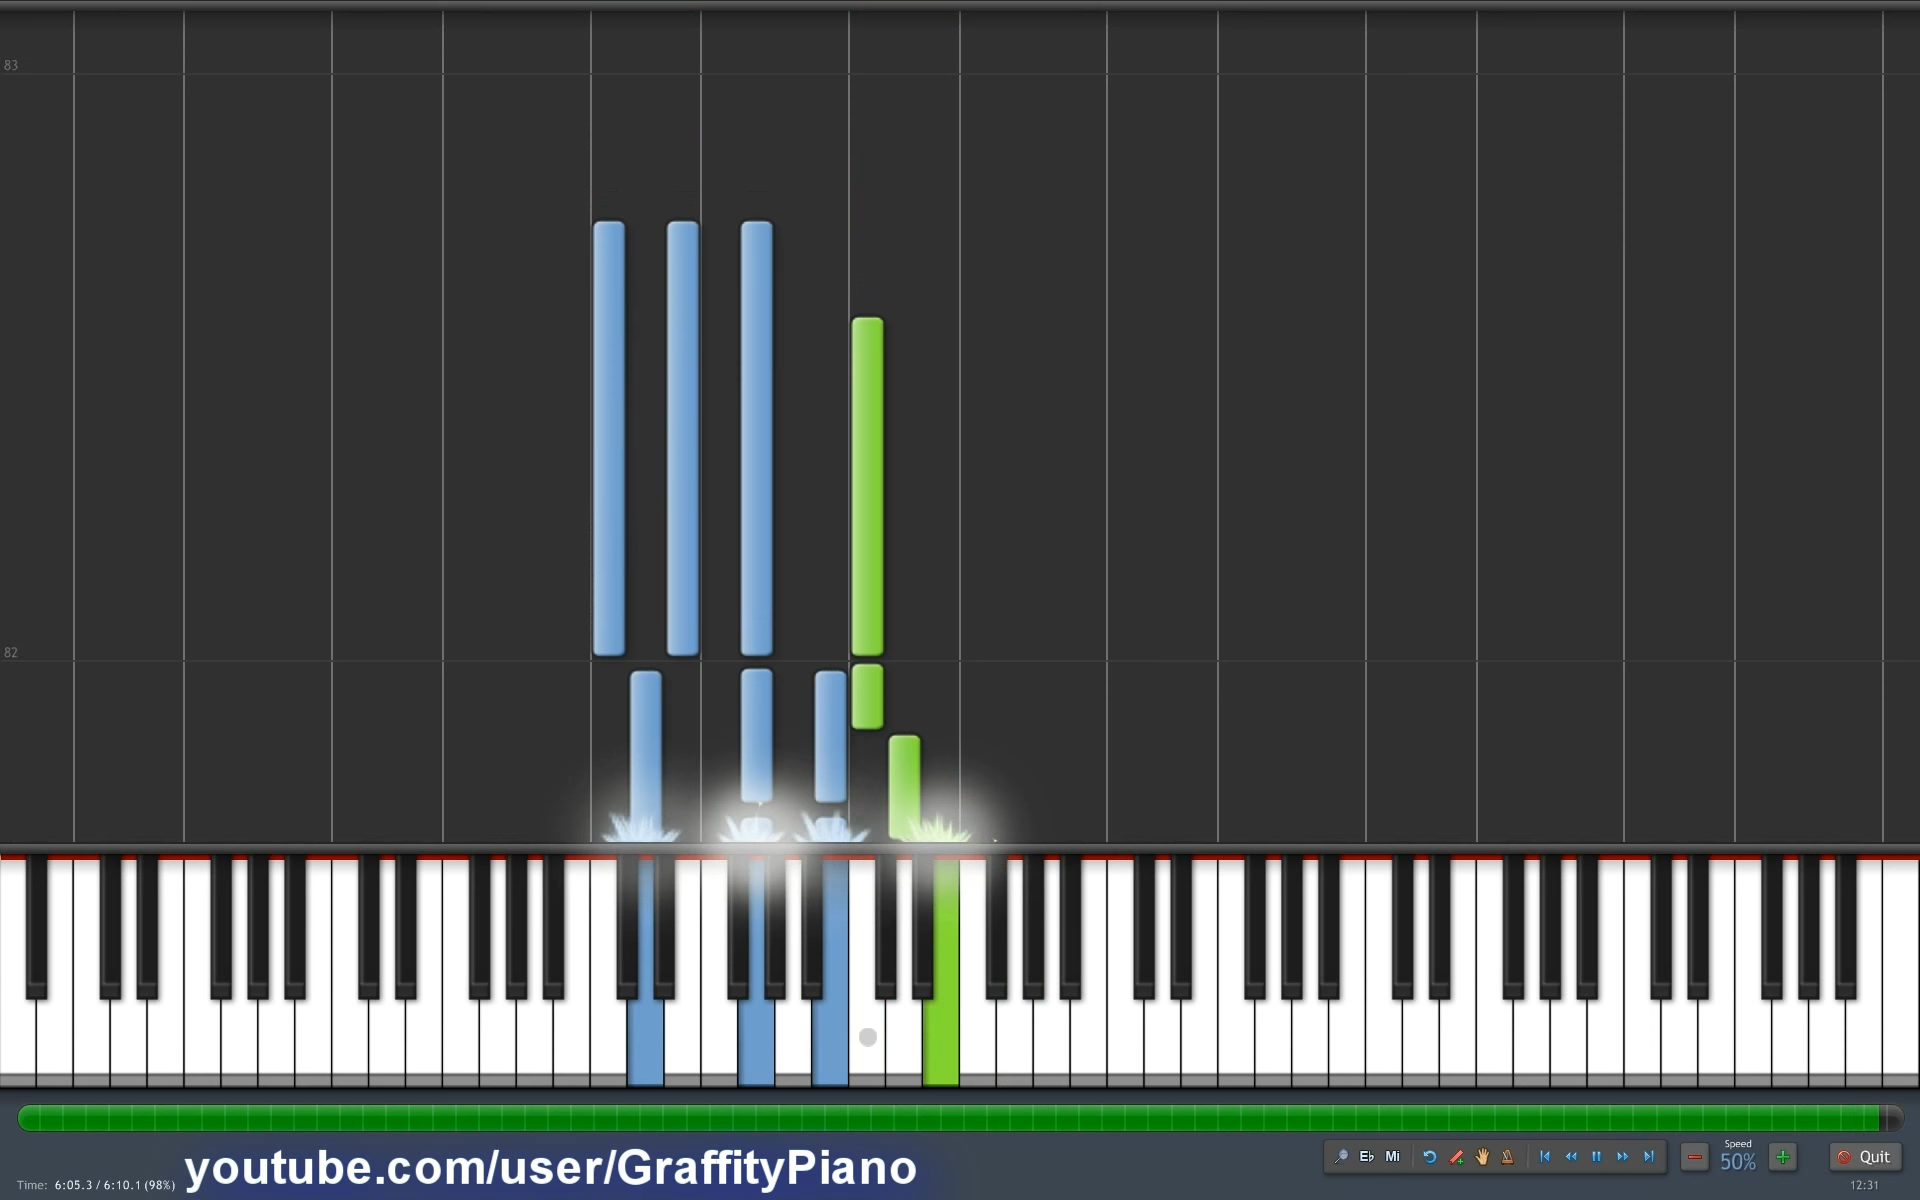 83
82
youtube.com/user/GraffityPiano
Time: 6:05.3 / 6:10.1 (98%)
Eb Mi
Speed
50%
Quit
12:31